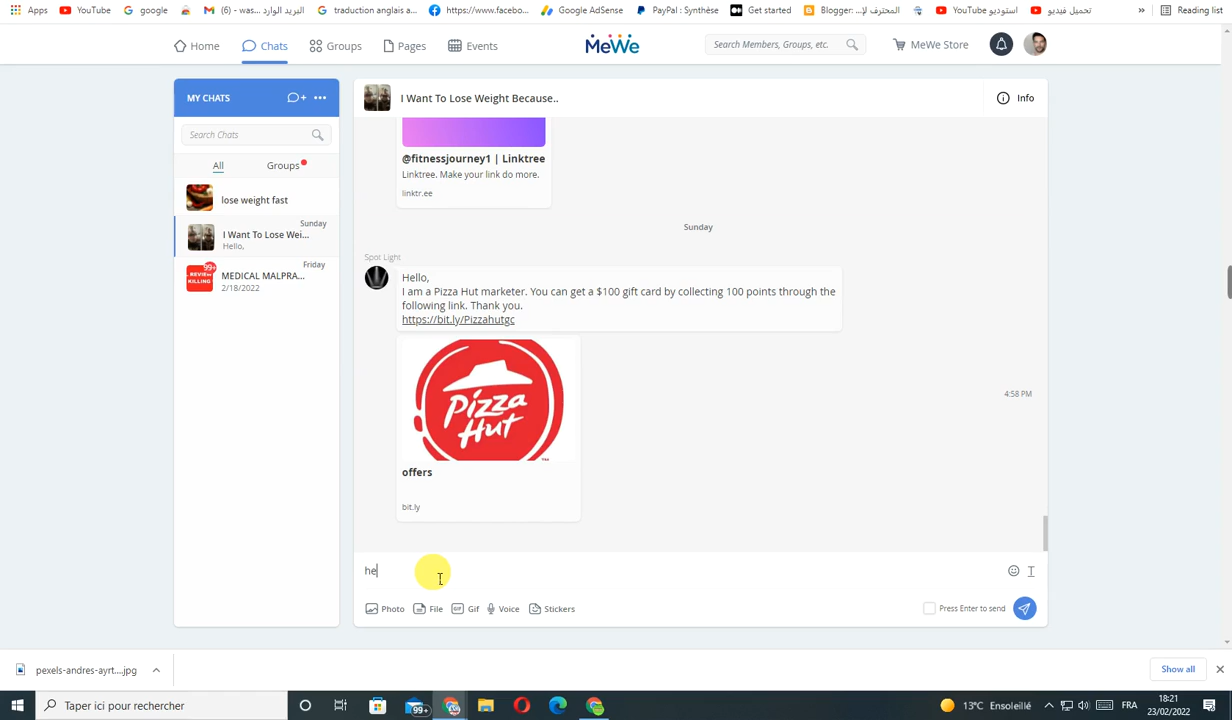 Apps
YouTube
google
(6) - was... البريد الوارد
traduction anglais a...
https://www.facebo...
Google AdSense
PayPal : Synthèse
Get started
Blogger: المحترف لإ...
YouTube استوديو
تحميل فيديو
»
Reading list
Home
Chats
Groups
Pages
Events
MeWe
Search Members, Groups, etc.
MeWe Store
MY CHATS
Search Chats
All
Groups
lose weight fast
Sunday
I Want To Lose Wei...
Hello,
Friday
99+
REVIEW
KILLING
MEDICAL MALPRA...
2/18/2022
I Want To Lose Weight Because..
Info
@fitnessjourney1 | Linktree
Linktree. Make your link do more.
linktr.ee
Sunday
Spot Light
Hello,
I am a Pizza Hut marketer. You can get a $100 gift card by collecting 100 points through the
following link. Thank you.
https://bit.ly/Pizzahutgc
Pizza
Hut
4:58 PM
offers
bit.ly
he
Photo
File
GIF
Gif
Voice
Stickers
Press Enter to send
pexels-andres-ayrt....jpg
Show all
Taper ici pour rechercher
99+
13°C Ensoleillé
FRA
18:21
23/02/2022